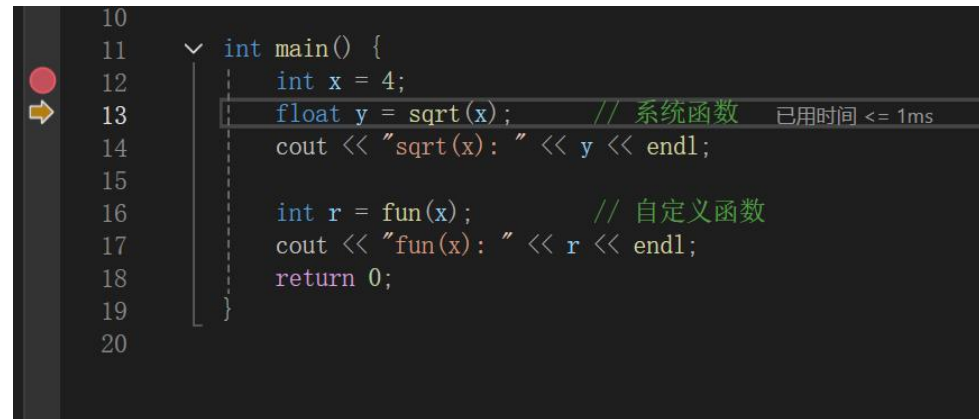 10
11 int main() {
12 int x = 4;
13 float y = sqrt(x); // 系统函数 已用时间 <= 1ms
14 cout << "sqrt(x): " << y << endl;
15
16 int r = fun(x); // 自定义函数
17 cout << "fun(x): " << r << endl;
18 return 0;
19 }
20